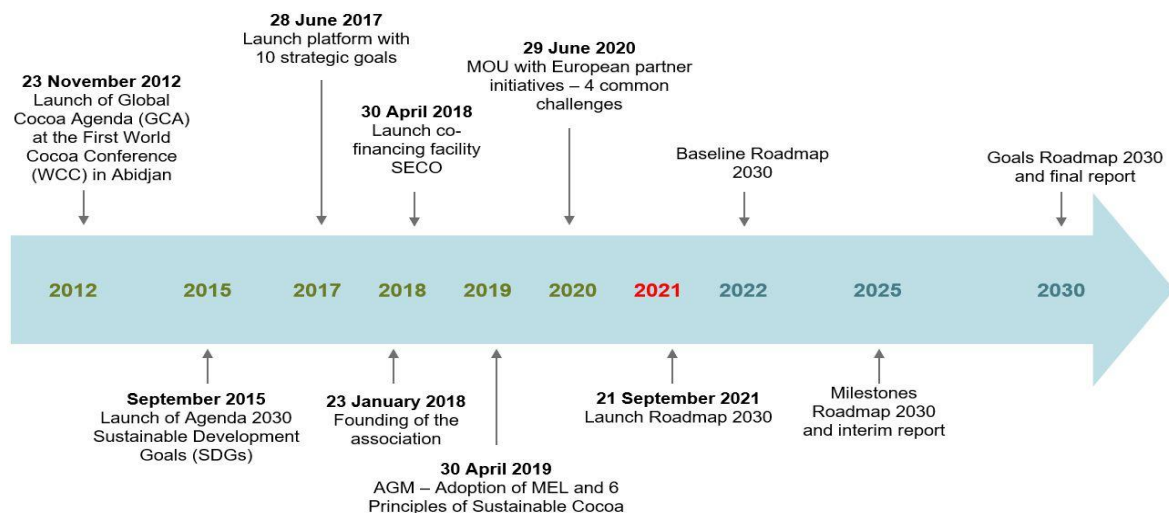 28 June 2017
Launch platform with
10 strategic goals
23 November 2012
Launch of Global
Cocoa Agenda (GCA)
at the First World
Cocoa Conference
(WCC) in Abidjan
30 April 2018
Launch co-
financing facility
SECO
29 June 2020
MOU with European partner
initiatives – 4 common
challenges
Baseline Roadmap
2030
Goals Roadmap 2030
and final report
2012
2015
2017
2018
2019
2020
2021
2022
2025
2030
September 2015
Launch of Agenda 2030
Sustainable Development
Goals (SDGs)
23 January 2018
Founding of the
association
30 April 2019
AGM – Adoption of MEL and 6
Principles of Sustainable Cocoa
21 September 2021
Launch Roadmap 2030
Milestones
Roadmap 2030
and interim report